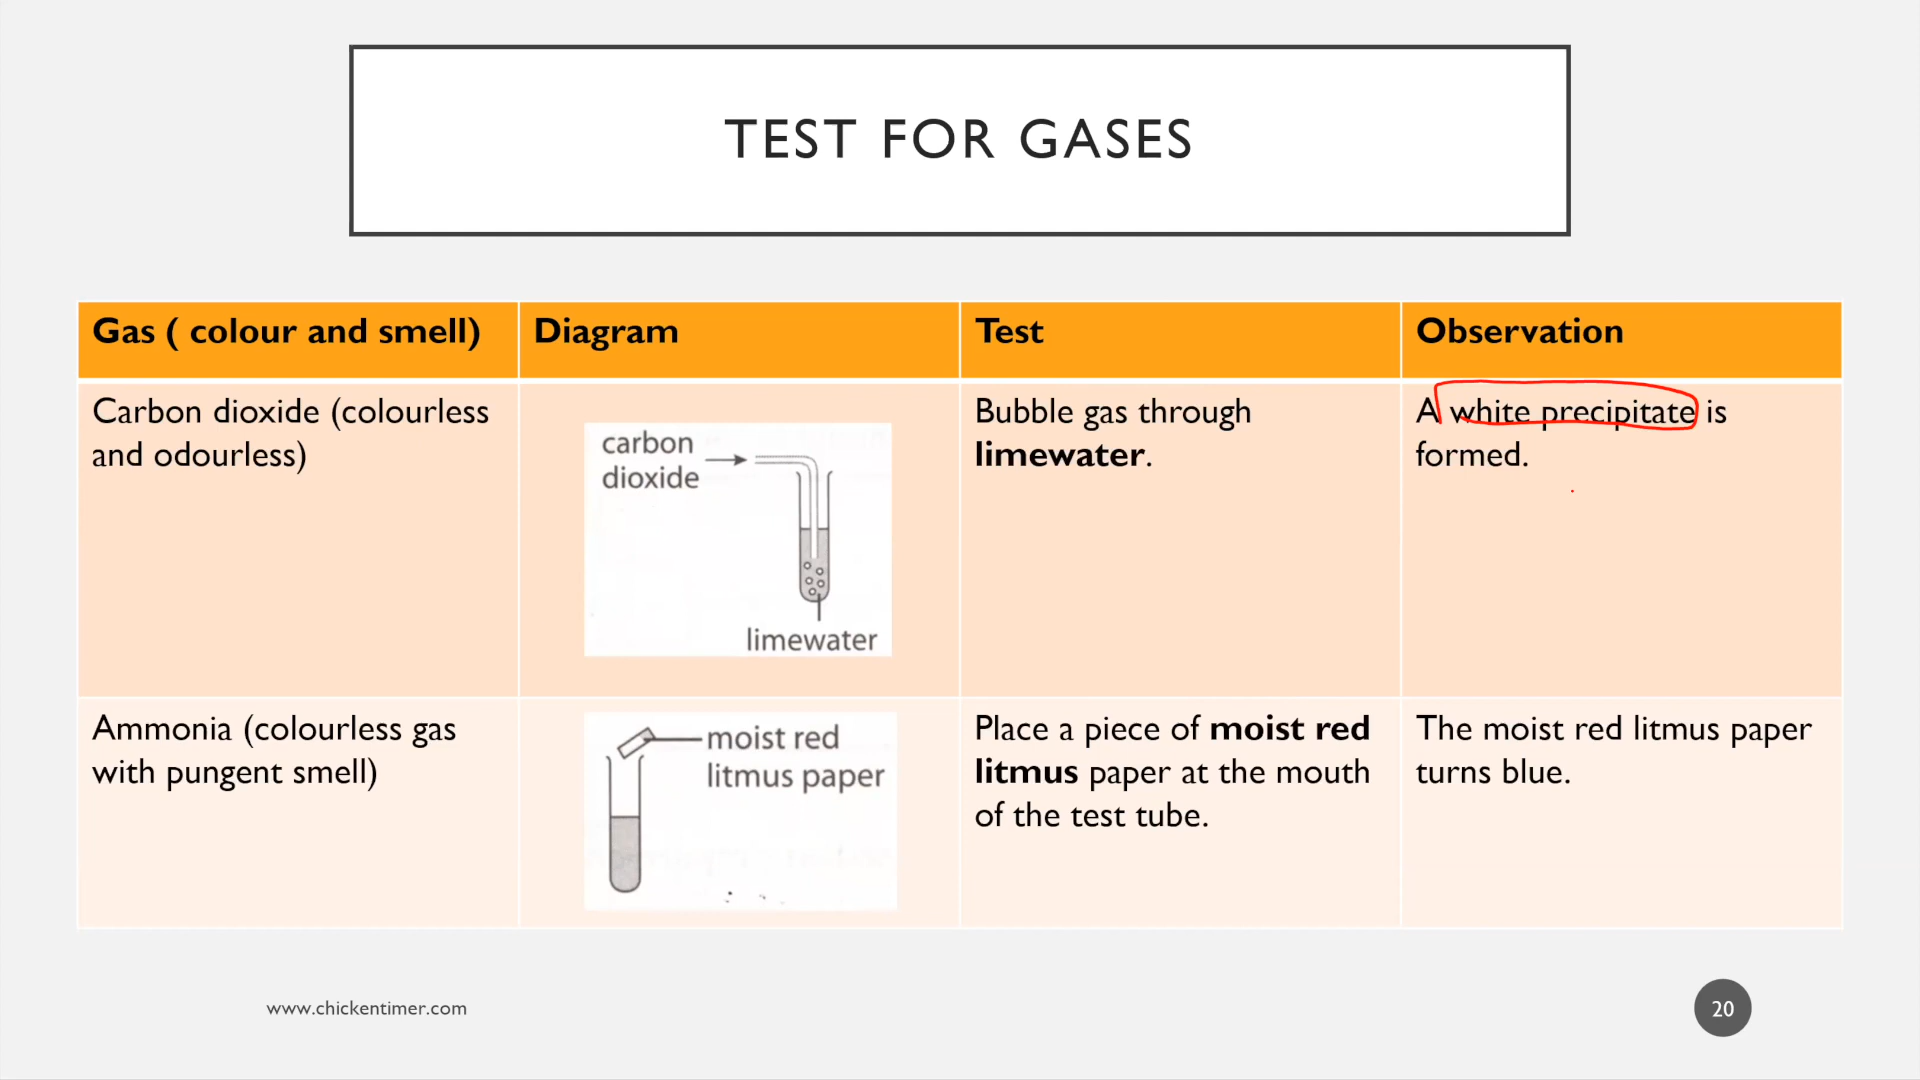 TEST FOR GASES
Gas ( colour and smell)
Diagram
Test
Observation
Carbon dioxide (colourless
and odourless)
carbon
dioxide
limewater
Bubble gas through
limewater.
A white precipitate is
formed.
Ammonia (colourless gas
with pungent smell)
moist red
litmus paper
Place a piece of moist red
litmus paper at the mouth
of the test tube.
The moist red litmus paper
turns blue.
www.chickentimer.com
20